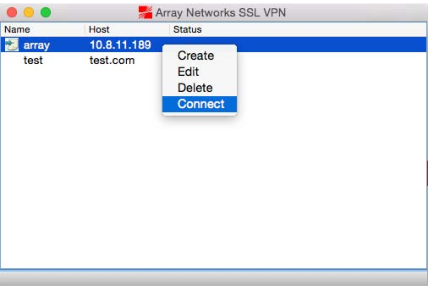 Array Networks SSL VPN
Name Host Status
array 10.8.11.189
test test.com
Create
Edit
Delete
Connect